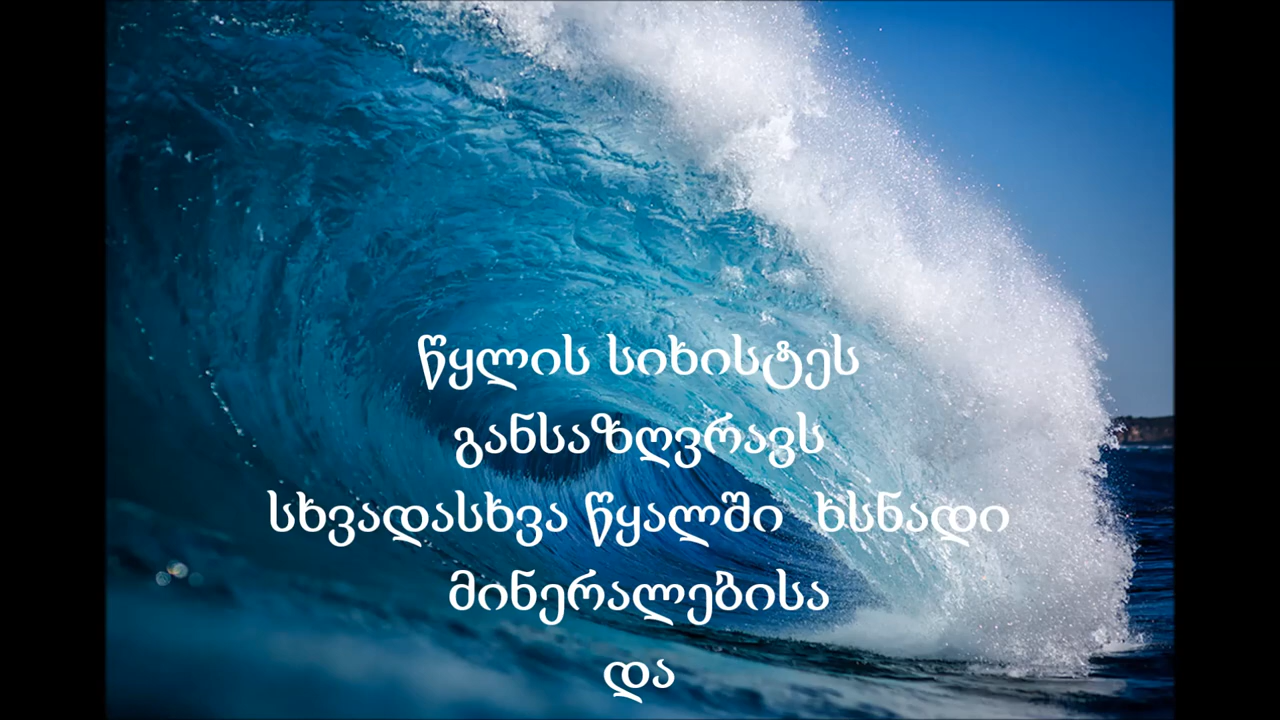 წყლის სიხისტეს
განსაზღვრავს
სხვადასხვა წყალში ხსნადი
მინერალებისა
და